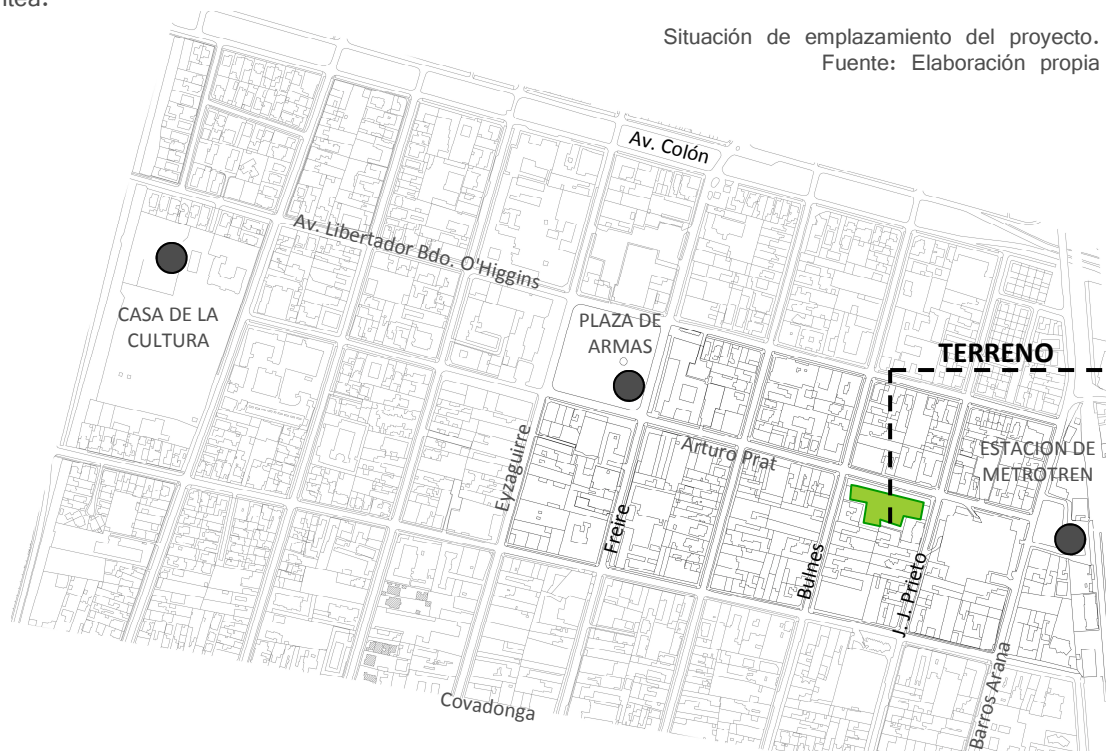 ntea.
Situación de emplazamiento del proyecto.
Fuente: Elaboración propia
Av. Colón
Av. Libertador Bdo. O'Higgins
CASA DE LA
CULTURA
PLAZA DE
ARMAS
TERRENO
ESTACION DE
METROTREN
Arturo Prat
Eyzaguirre
Freire
Bulnes
J. J. Prieto
Barros Arana
Covadonga